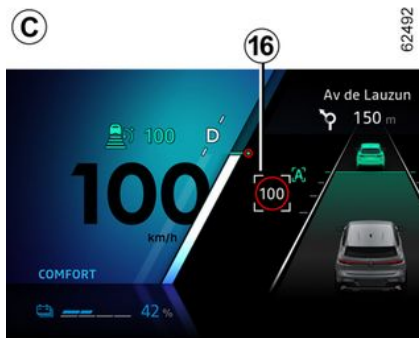 C
16
62492
Av de Lauzun
150 m
100
D
A
100
100
km/h
COMFORT
42 %